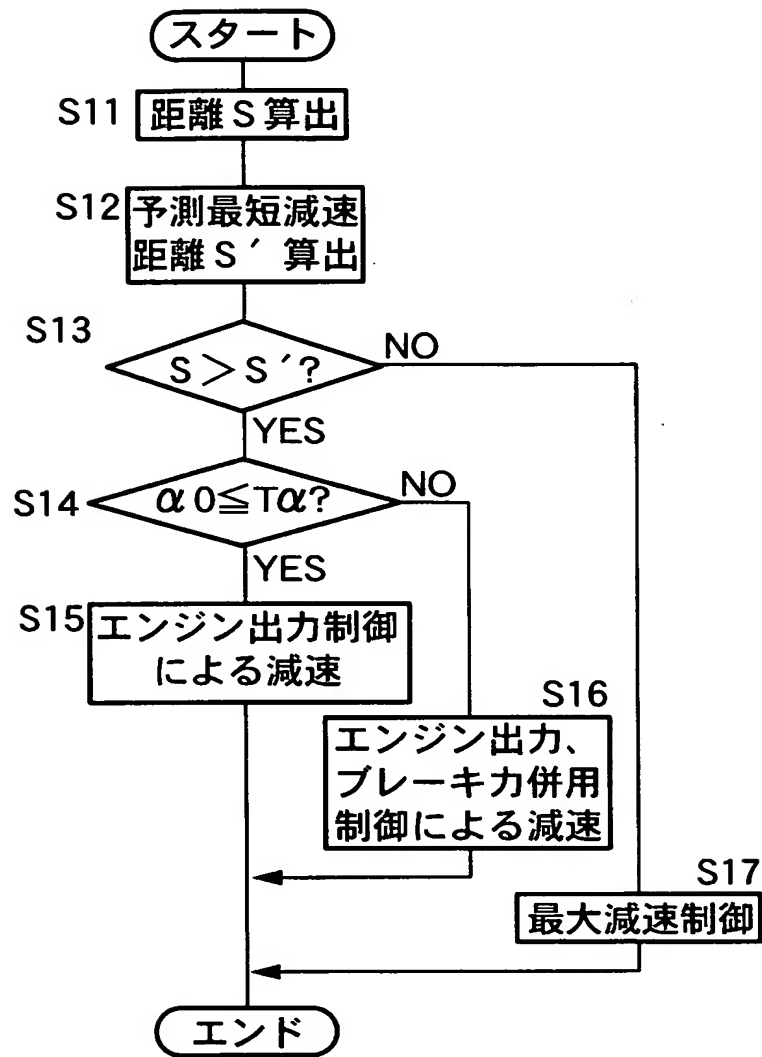 スタート
S11
距離S算出
S12
予測最短減速
距離S′算出
S13
S＞S′?
NO
YES
S14
α0≦Tα?
NO
YES
S15
エンジン出力制御
による減速
S16
エンジン出力、
ブレーキ力併用
制御による減速
S17
最大減速制御
エンド